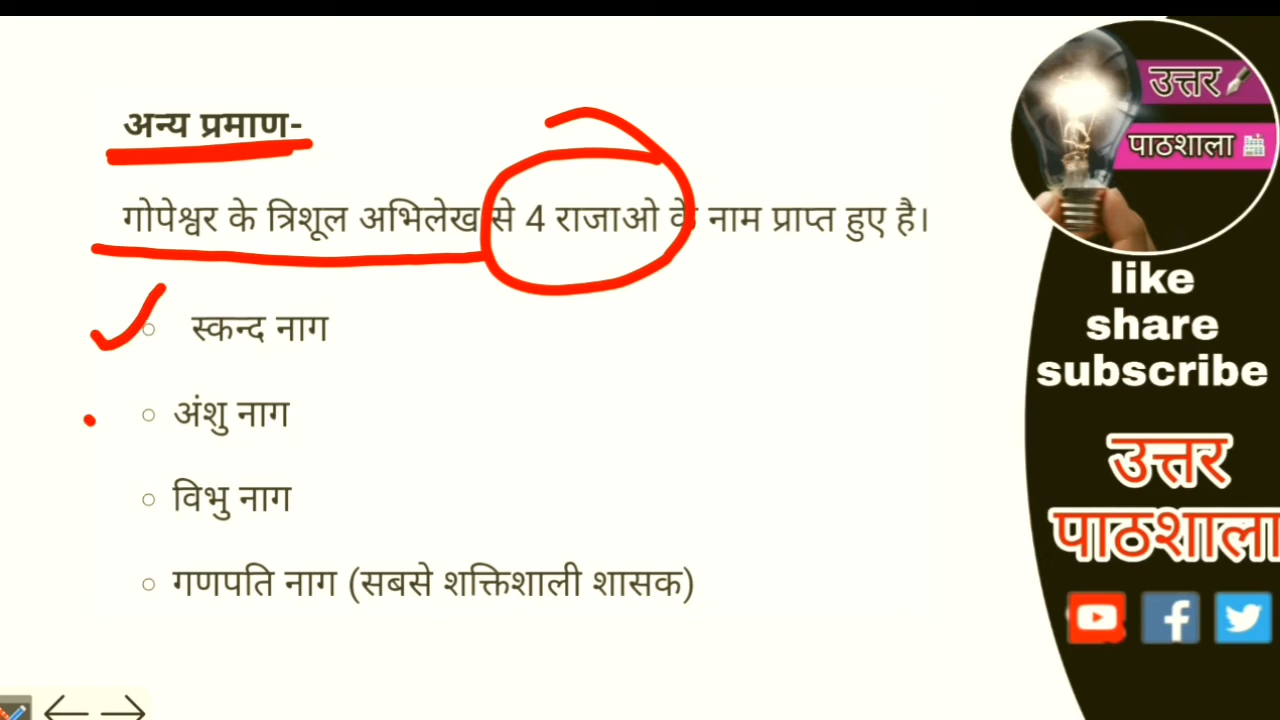 अन्य प्रमाण-
गोपेश्वर के त्रिशूल अभिलेख से 4 राजाओ के नाम प्राप्त हुए है।
स्कन्द नाग
अंशु नाग
विभु नाग
गणपति नाग (सबसे शक्तिशाली शासक)
उत्तर
पाठशाला
like
share
subscribe
उत्तर
पाठशाला